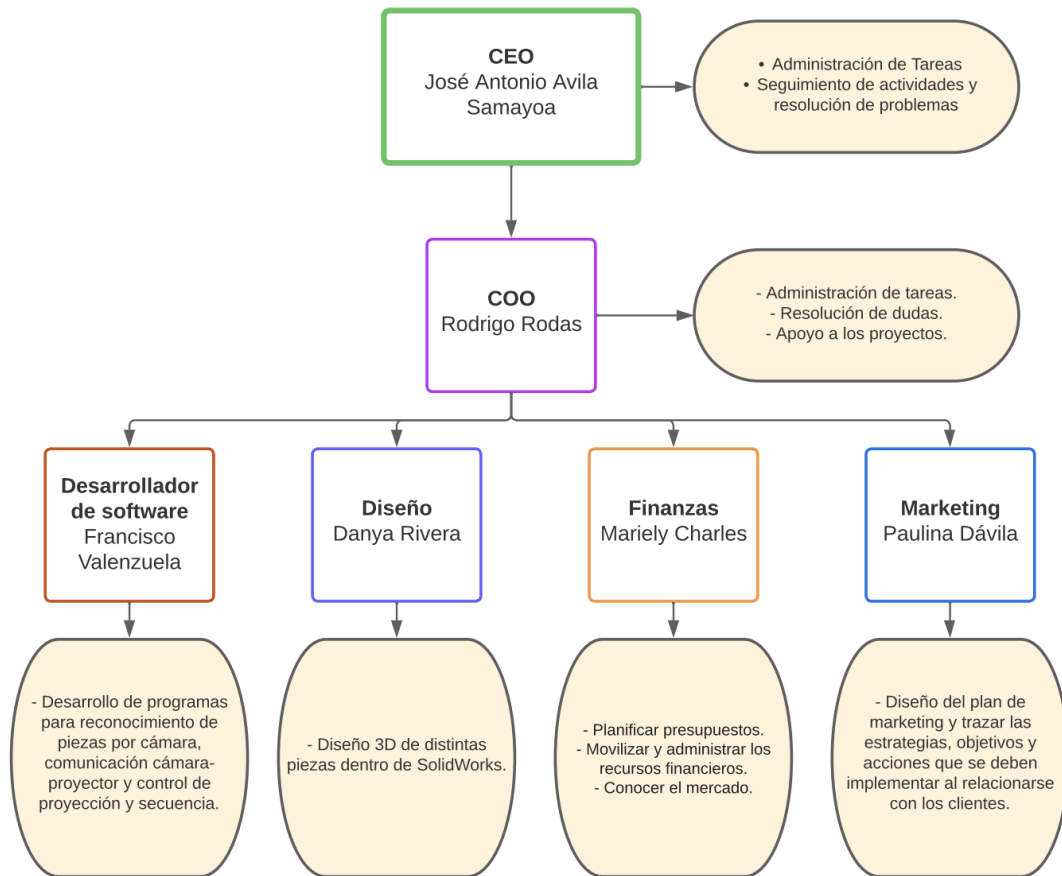 CEO
José Antonio Avila
Samayoa
• Administración de Tareas
• Seguimiento de actividades y
resolución de problemas
COO
Rodrigo Rodas
- Administración de tareas.
- Resolución de dudas.
- Apoyo a los proyectos.
Desarrollador
de software
Francisco
Valenzuela
Diseño
Danya Rivera
Finanzas
Mariely Charles
Marketing
Paulina Dávila
- Desarrollo de programas
para reconocimiento de
piezas por cámara,
comunicación cámara-
proyector y control de
proyección y secuencia.
- Diseño 3D de distintas
piezas dentro de SolidWorks.
- Planificar presupuestos.
- Movilizar y administrar los
recursos financieros.
- Conocer el mercado.
- Diseño del plan de
marketing y trazar las
estrategias, objetivos y
acciones que se deben
implementar al relacionarse
con los clientes.